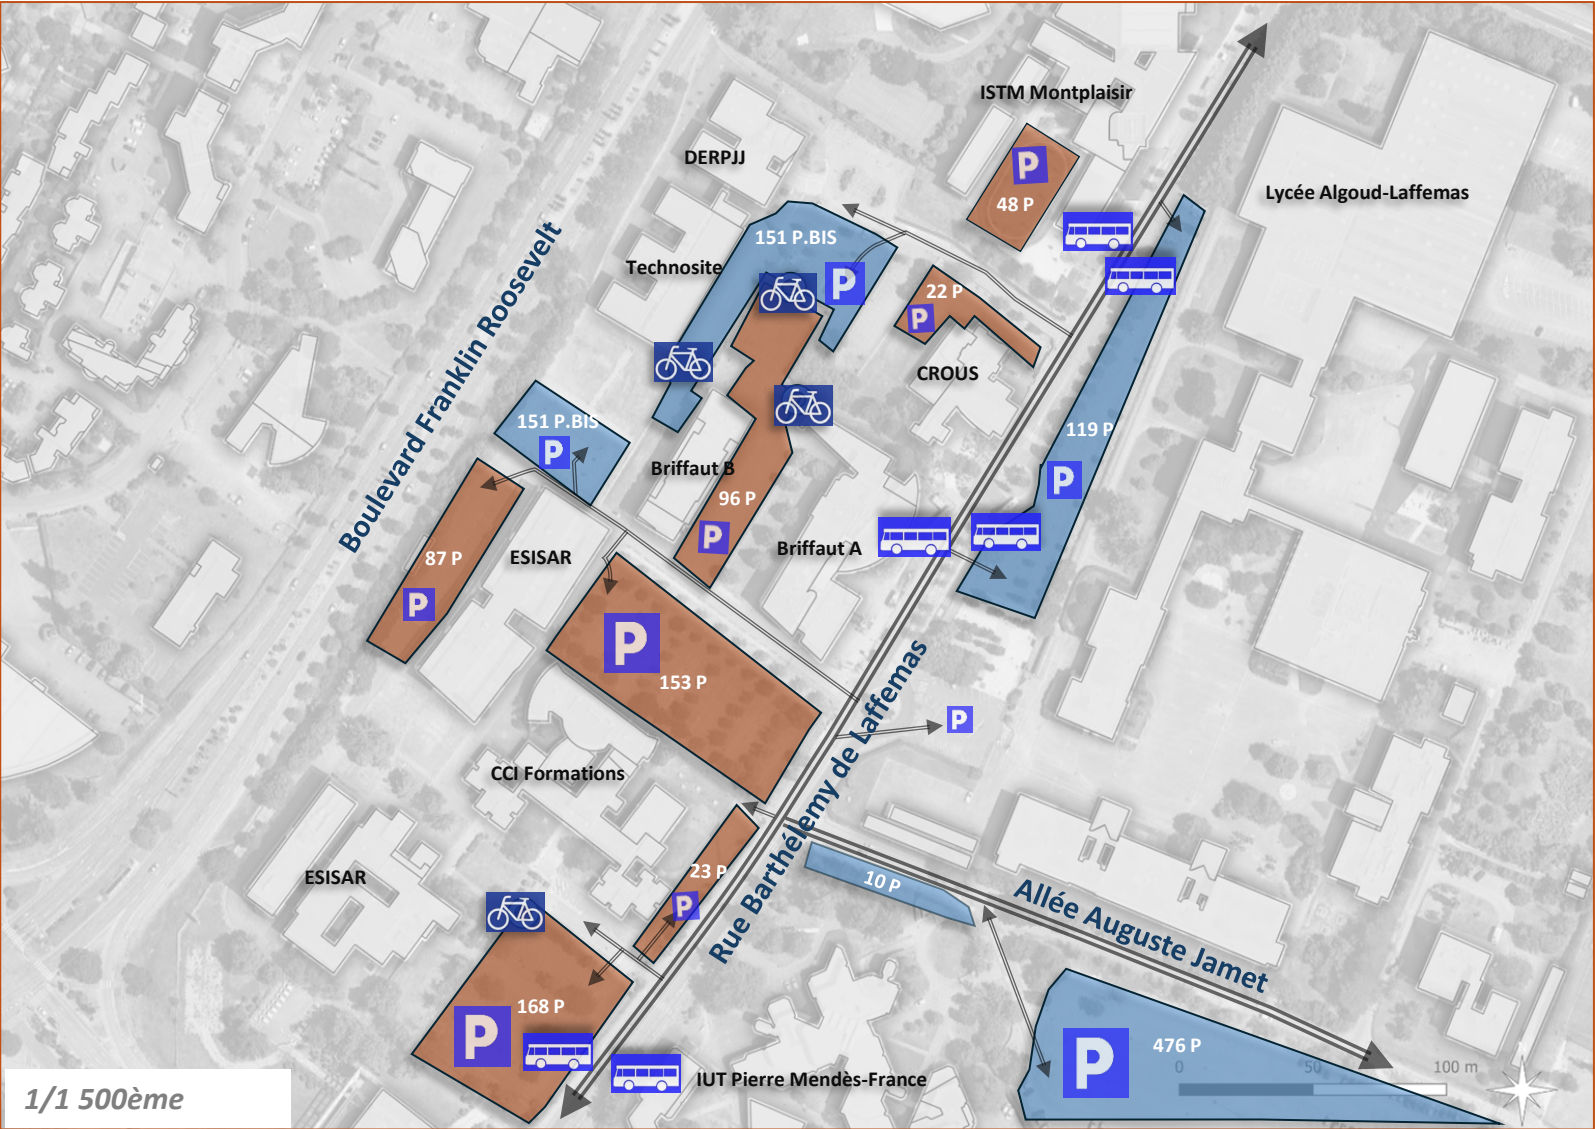 ISTM Montplaisir
DERPJJ
P
48 P
Lycée Algoud-Laffemas
151 P.BIS
Technosite
P
22 P
P
CROUS
Boulevard Franklin Roosevelt
151 P.BIS
P
119 P
P
Briffaut B
96 P
P
Briffaut A
87 P
P
ESISAR
P
153 P
P
Rue Barthélemy de Laffemas
CCI Formations
23 P
P
10 P
Allée Auguste Jamet
ESISAR
168 P
P
476 P
P
0 50 100 m
IUT Pierre Mendès-France
1/1 500ème